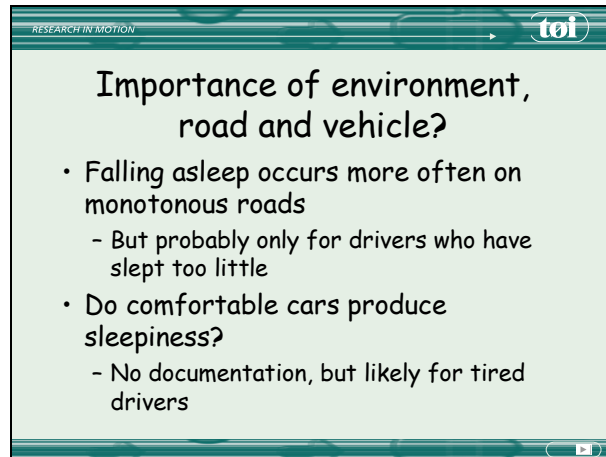 RESEARCH IN MOTION
tøi
Importance of environment,
road and vehicle?
• Falling asleep occurs more often on
monotonous roads
– But probably only for drivers who have
slept too little
• Do comfortable cars produce
sleepiness?
– No documentation, but likely for tired
drivers